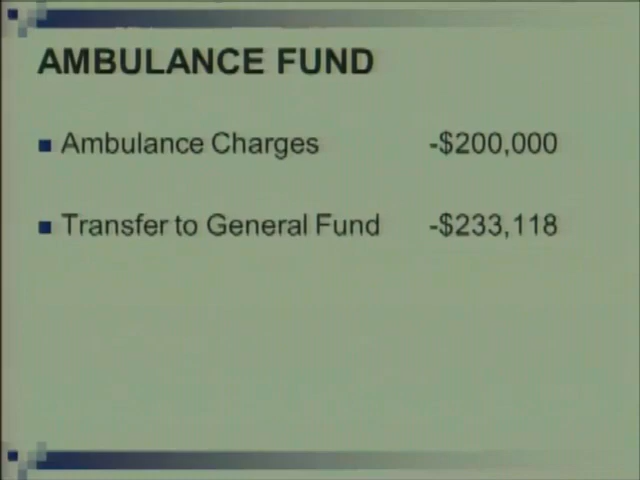 AMBULANCE FUND
Ambulance Charges -$200,000
Transfer to General Fund -$233,118